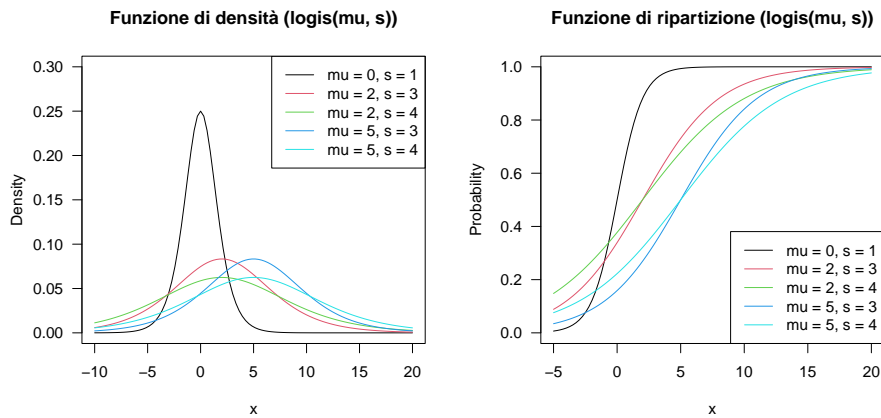 Funzione di densità (logis(mu, s))
Density
0.30
0.25
0.20
0.15
0.10
0.05
0.00
mu = 0, s = 1
mu = 2, s = 3
mu = 2, s = 4
mu = 5, s = 3
mu = 5, s = 4
−10 −5 0 5 10 15 20
x
Funzione di ripartizione (logis(mu, s))
Probability
1.0
0.8
0.6
0.4
0.2
0.0
mu = 0, s = 1
mu = 2, s = 3
mu = 2, s = 4
mu = 5, s = 3
mu = 5, s = 4
−5 0 5 10 15 20
x